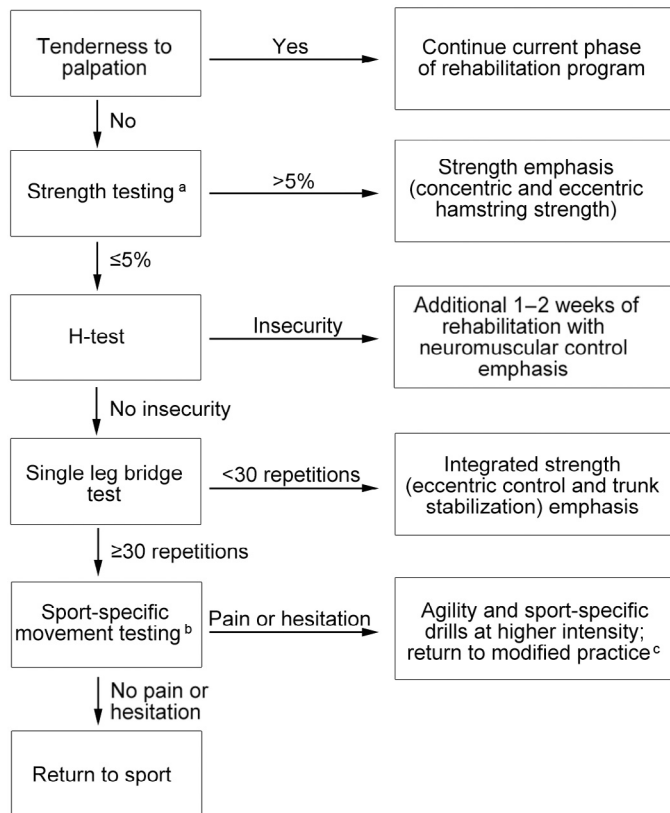 Tenderness to
palpation
Yes
Continue current phase
of rehabilitation program
No
Strength testing a
>5%
Strength emphasis
(concentric and eccentric
hamstring strength)
≤5%
H-test
Insecurity
Additional 1–2 weeks of
rehabilitation with
neuromuscular control
emphasis
No insecurity
Single leg bridge
test
<30 repetitions
Integrated strength
(eccentric control and trunk
stabilization) emphasis
≥30 repetitions
Sport-specific
movement testing b
Pain or hesitation
Agility and sport-specific
drills at higher intensity;
return to modified practice c
No pain or
hesitation
Return to sport